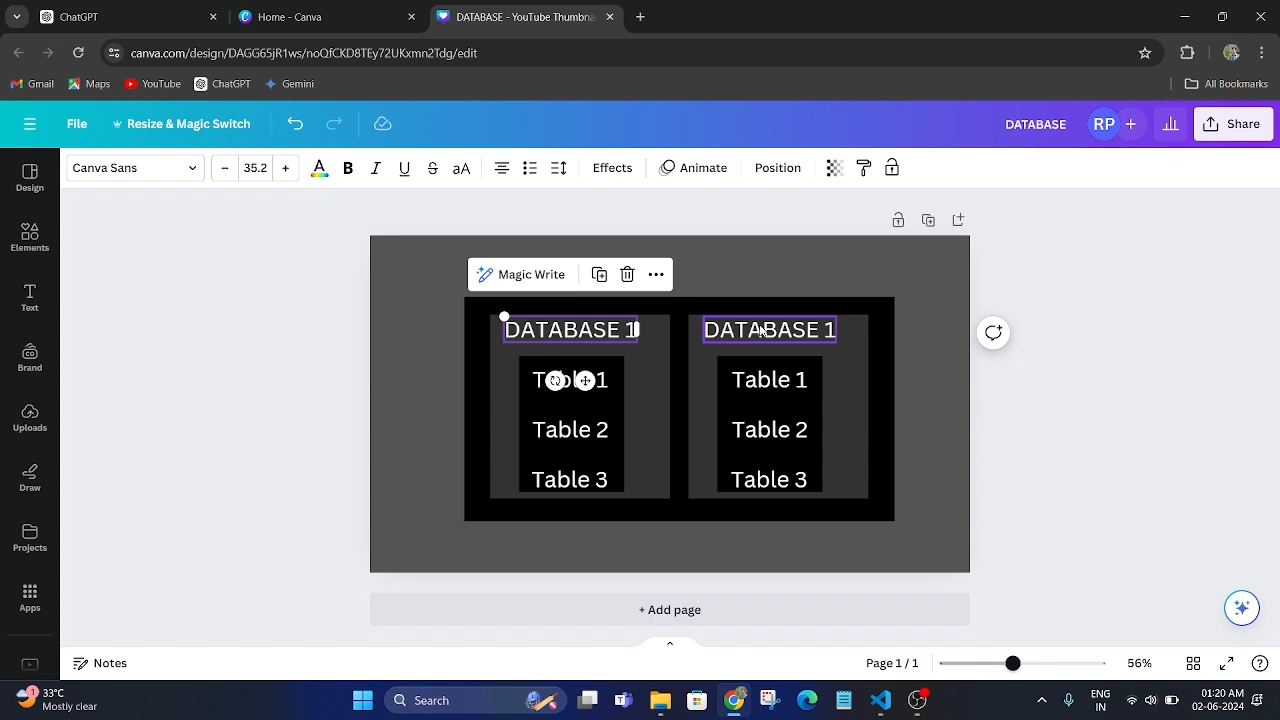 ChatGPT
Home - Canva
DATABASE - YouTube Thumbna
canva.com/design/DAGG65jR1ws/noQfCKD8TEy72UKxmn2Tdg/edit
Gmail
Maps
YouTube
ChatGPT
Gemini
All Bookmarks
File
Resize & Magic Switch
DATABASE
RP
Share
Canva Sans
35.2
B
I
U
S
aA
Effects
Animate
Position
Design
Elements
Text
Brand
Uploads
Draw
Projects
Apps
Magic Write
DATABASE 1
Table 1
Table 2
Table 3
DATABASE 1
Table 1
Table 2
Table 3
+ Add page
Notes
Page 1 / 1
56%
1
33°C
Mostly clear
Search
ENG
IN
01:20 AM
02-06-2024